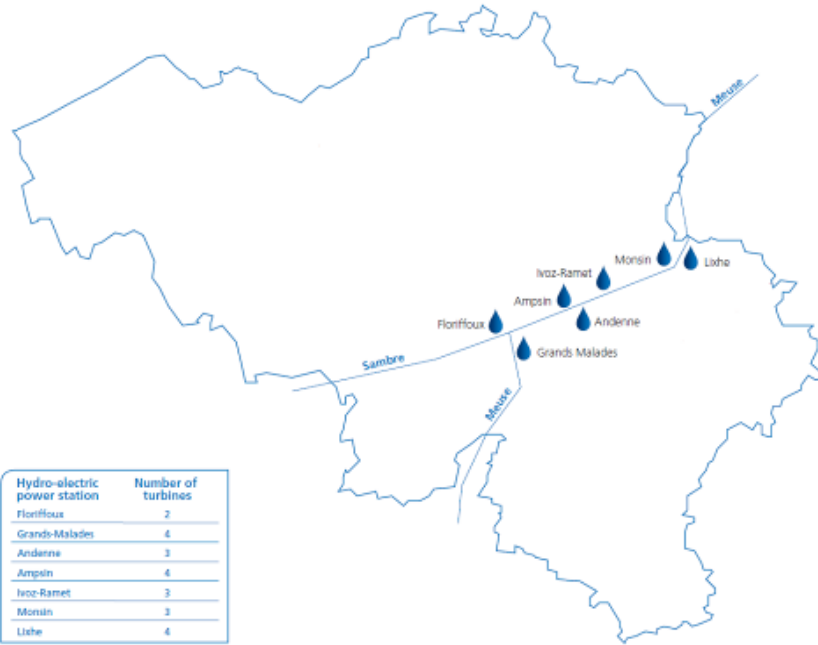 Meuse
Monsin
Lixhe
Ivoz-Ramet
Ampsin
Floriffoux
Andenne
Grands Malades
Sambre
Meuse
Hydro-electric power station Number of turbines
Floriffoux 2
Grands-Malades 4
Andenne 3
Ampsin 4
Ivoz-Ramet 3
Monsin 3
Lixhe 4